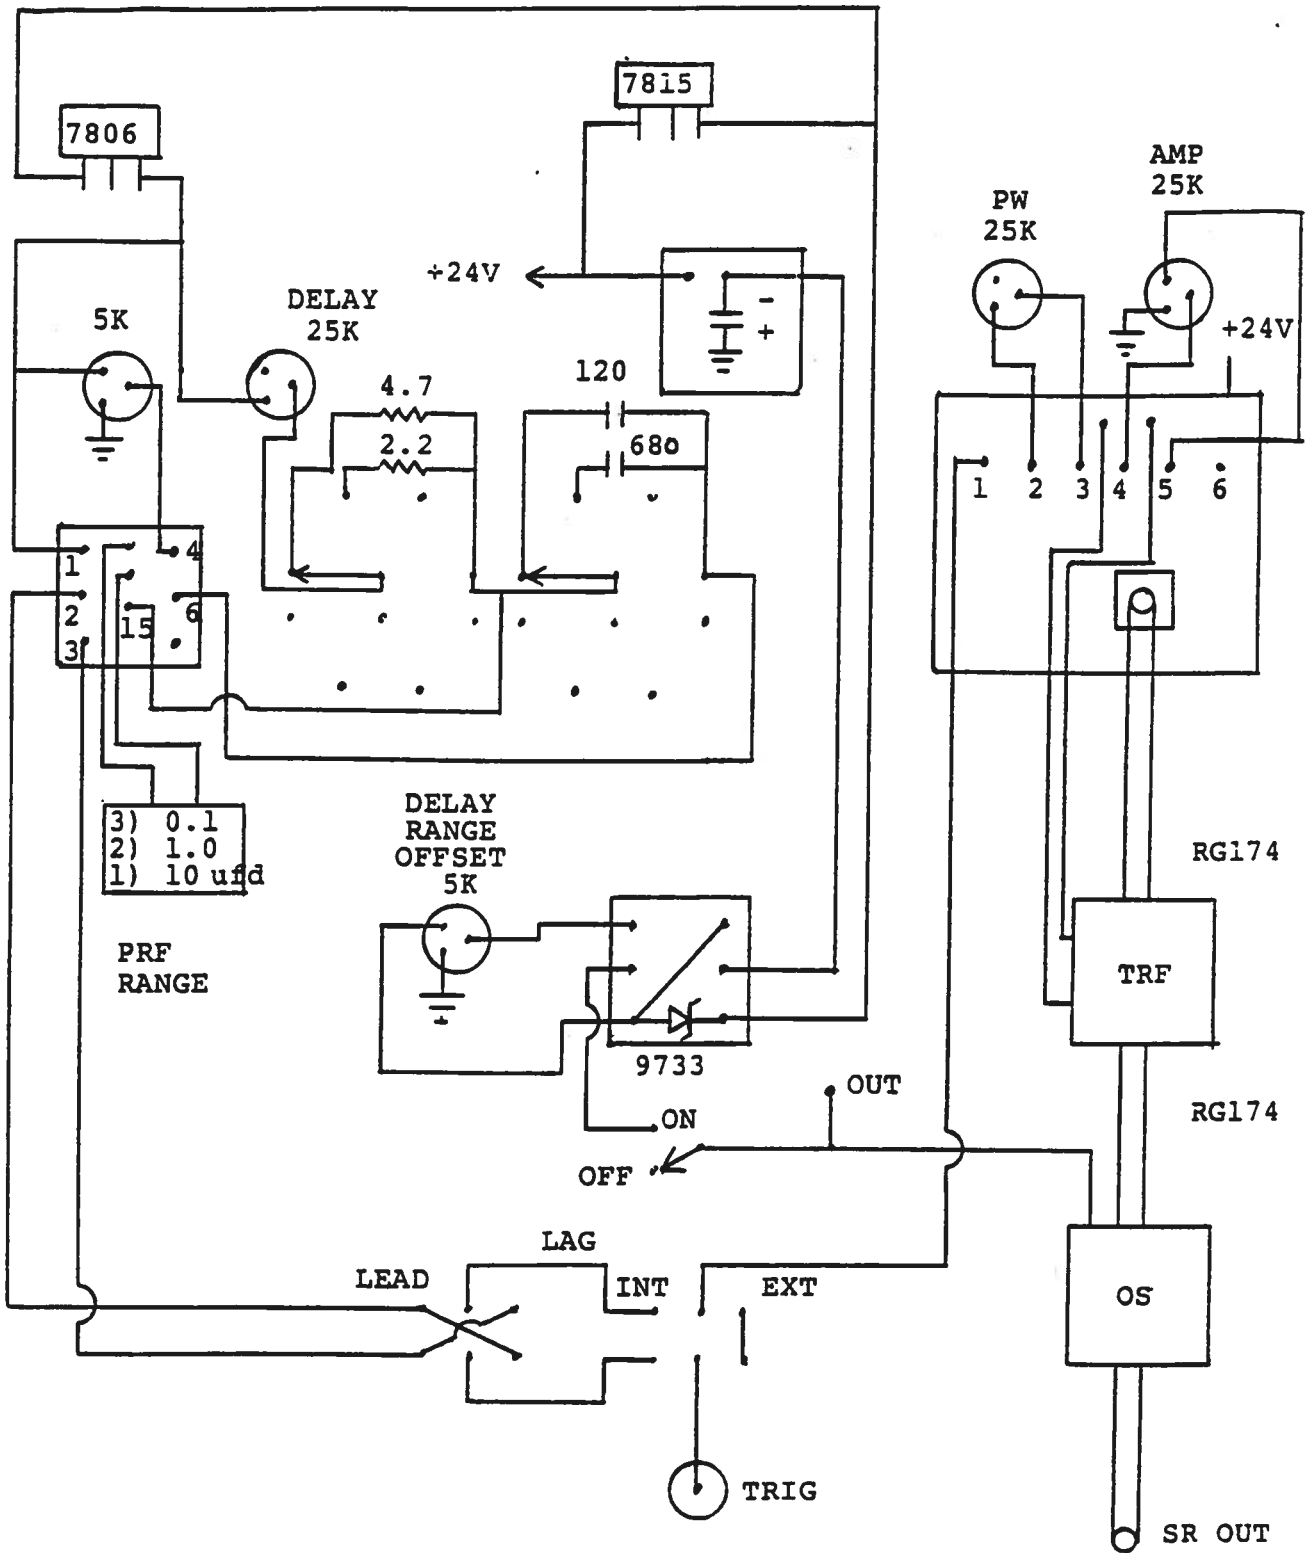 7815
7806
AMP
25K
PW
25K
÷24V
DELAY
25K
5K
+24V
-
+
120
4.7
2.2
680
1
2
3
4
5
6
1
4
2
15
6
3
3) 0.1
2) 1.0
1) 10 ufd
PRF
RANGE
DELAY
RANGE
OFFSET
5K
RG174
TRF
9733
OUT
ON
OFF
RG174
LAG
LEAD
INT
EXT
OS
TRIG
SR OUT